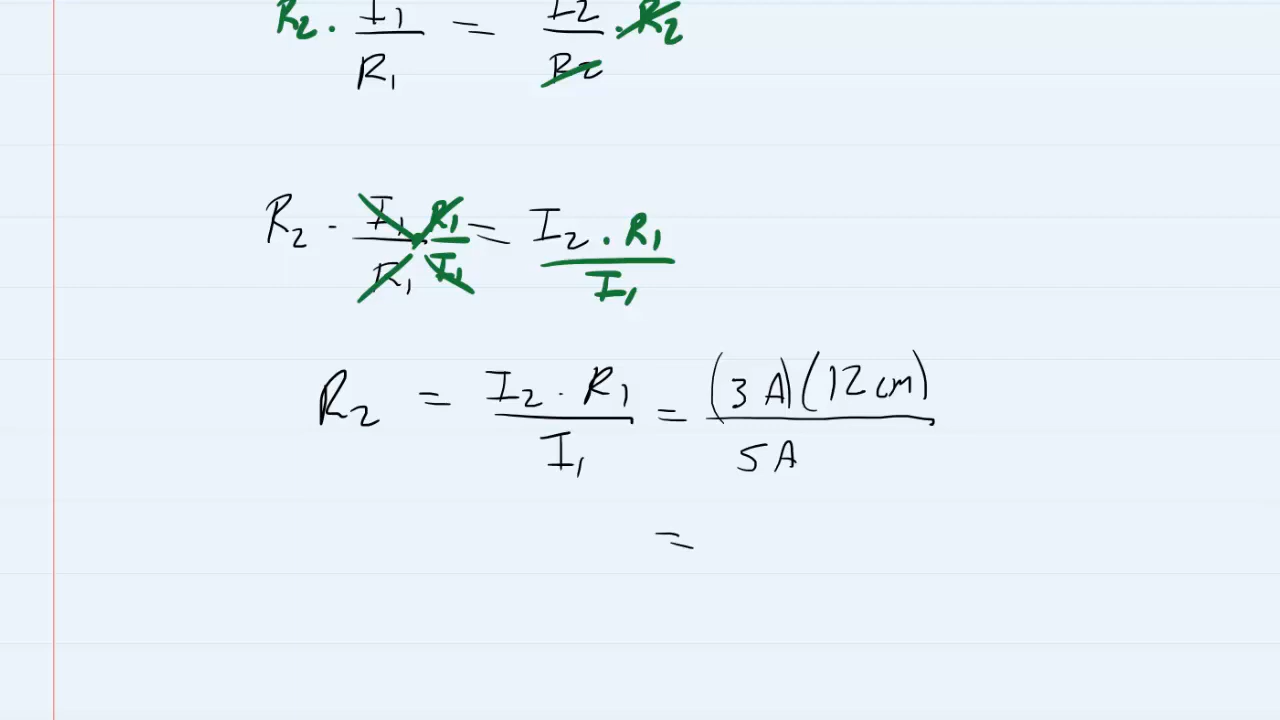 R₂ · I₁/R₁ = I₂/R₂ · R₂
R₂ · I₁/R₁ · R₁/I₁ = I₂ · R₁/I₁
R₂ = I₂ · R₁/I₁ = (3 A)(12 cm)/5 A
=